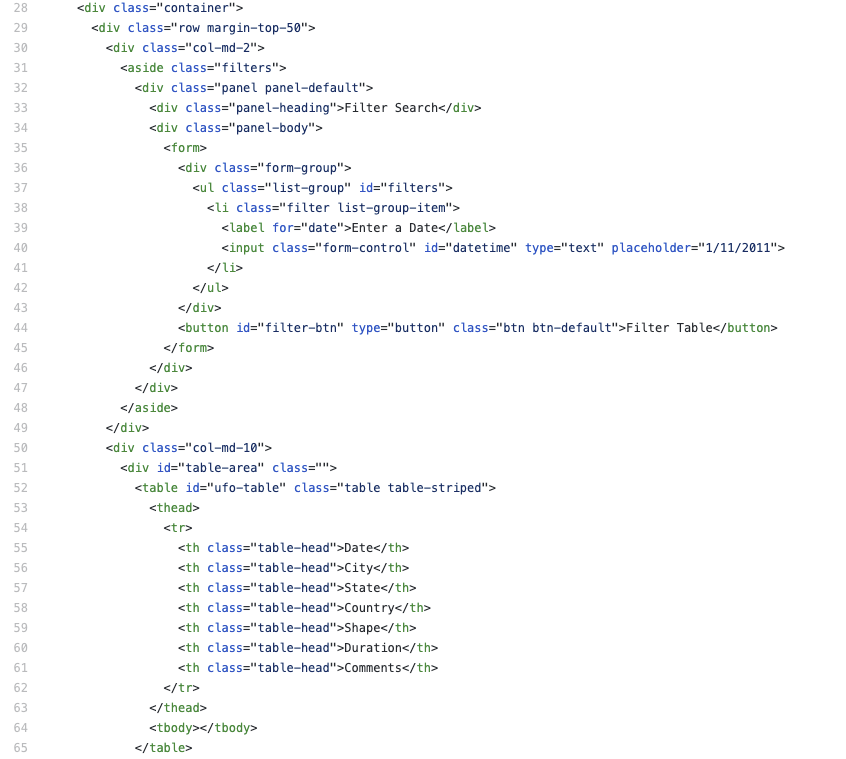 28 <div class="container">
29 <div class="row margin-top-50">
30 <div class="col-md-2">
31 <aside class="filters">
32 <div class="panel panel-default">
33 <div class="panel-heading">Filter Search</div>
34 <div class="panel-body">
35 <form>
36 <div class="form-group">
37 <ul class="list-group" id="filters">
38 <li class="filter list-group-item">
39 <label for="date">Enter a Date</label>
40 <input class="form-control" id="datetime" type="text" placeholder="1/11/2011">
41 </li>
42 </ul>
43 </div>
44 <button id="filter-btn" type="button" class="btn btn-default">Filter Table</button>
45 </form>
46 </div>
47 </div>
48 </aside>
49 </div>
50 <div class="col-md-10">
51 <div id="table-area" class="">
52 <table id="ufo-table" class="table table-striped">
53 <thead>
54 <tr>
55 <th class="table-head">Date</th>
56 <th class="table-head">City</th>
57 <th class="table-head">State</th>
58 <th class="table-head">Country</th>
59 <th class="table-head">Shape</th>
60 <th class="table-head">Duration</th>
61 <th class="table-head">Comments</th>
62 </tr>
63 </thead>
64 <tbody></tbody>
65 </table>